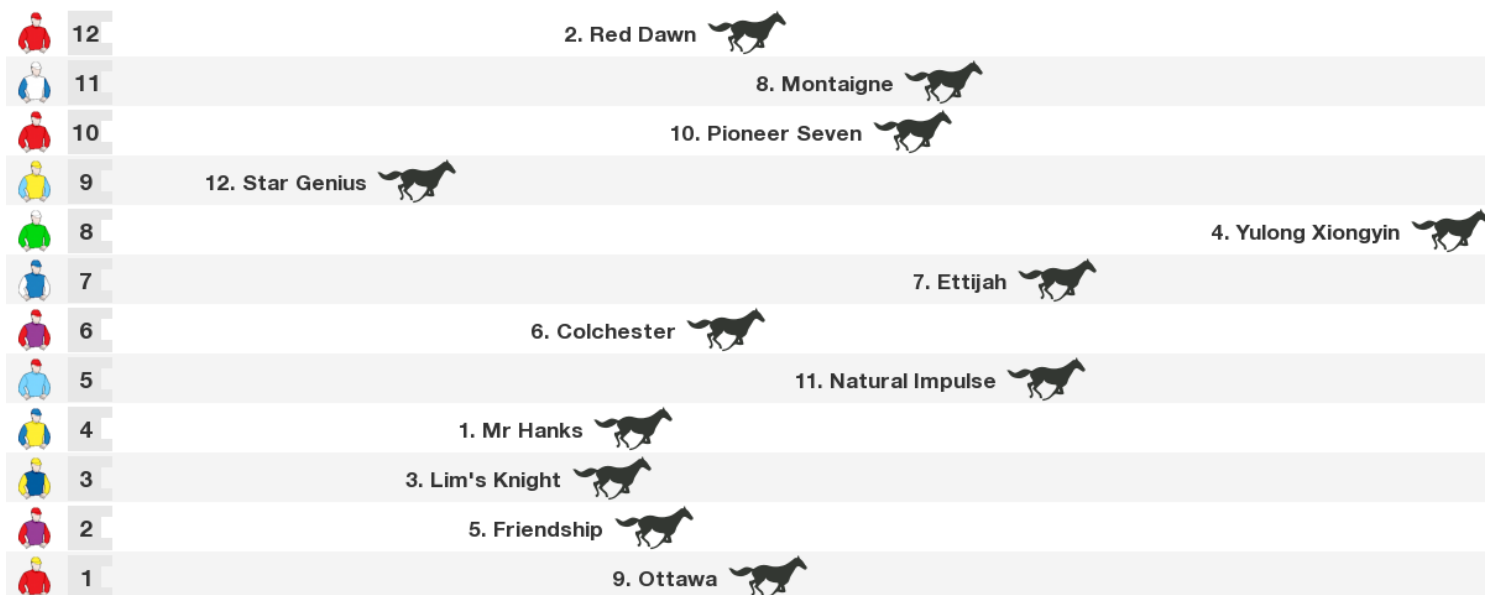 12 2. Red Dawn
11 8. Montaigne
10 10. Pioneer Seven
9 12. Star Genius
8 4. Yulong Xiongyin
7 7. Ettijah
6 6. Colchester
5 11. Natural Impulse
4 1. Mr Hanks
3 3. Lim's Knight
2 5. Friendship
1 9. Ottawa